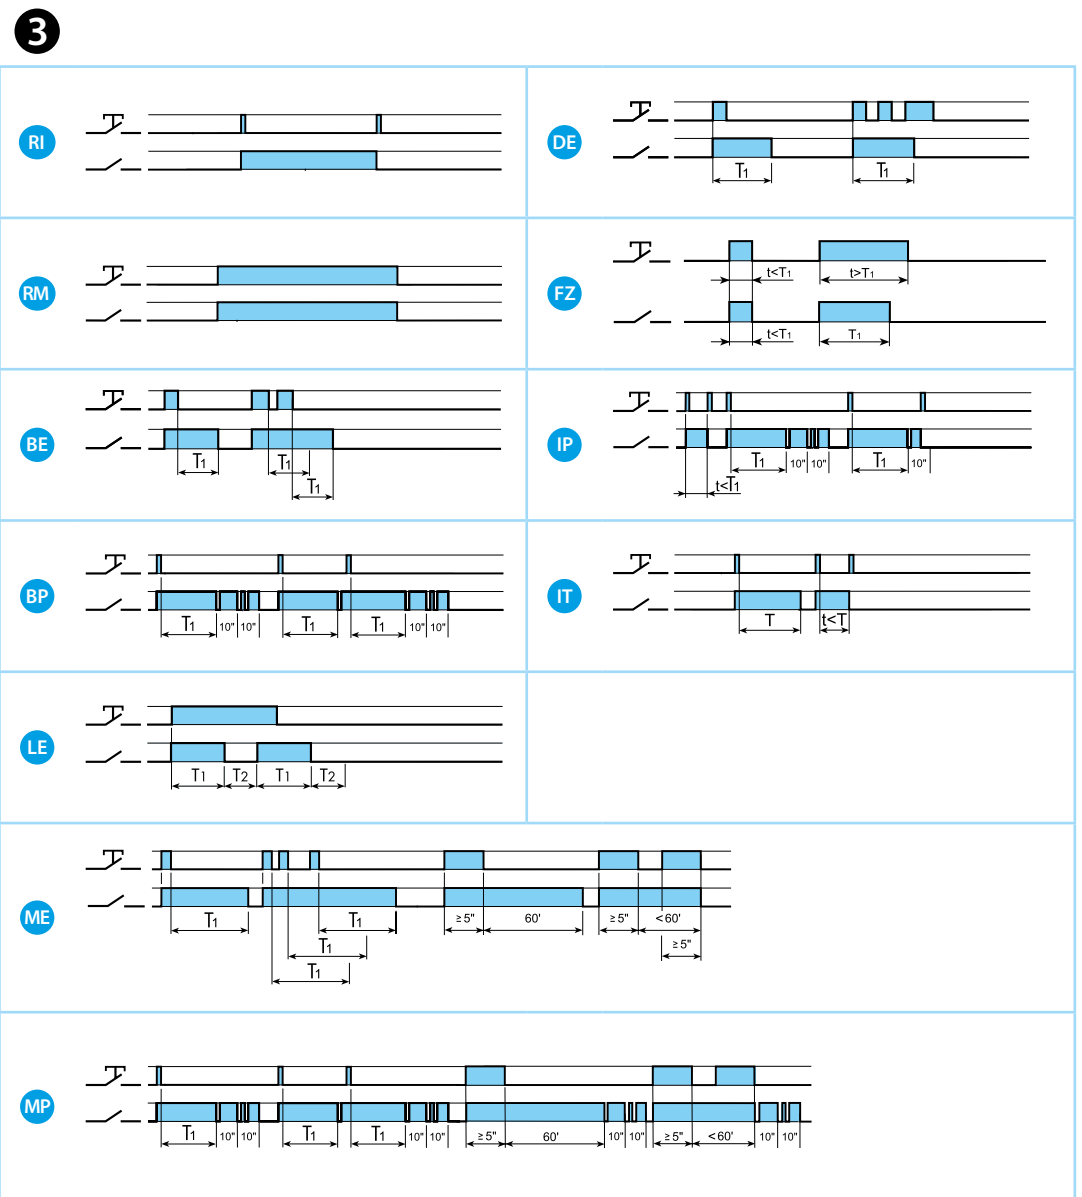 3
RI
DE
T1 T1
RM
FZ
t<T1 t>T1
t<T1 T1
BE
T1 T1
T1
IP
T1 10" 10" T1 10"
t<T1
BP
T1 10" 10" T1 T1 10" 10"
IT
T t<T
LE
T1 T2 T1 T2
ME
T1 T1 ≥5" 60' ≥5" <60'
T1 ≥5"
T1
MP
T1 10" 10" T1 T1 10" 10" ≥5" 60' 10" 10" ≥5" <60' 10" 10"